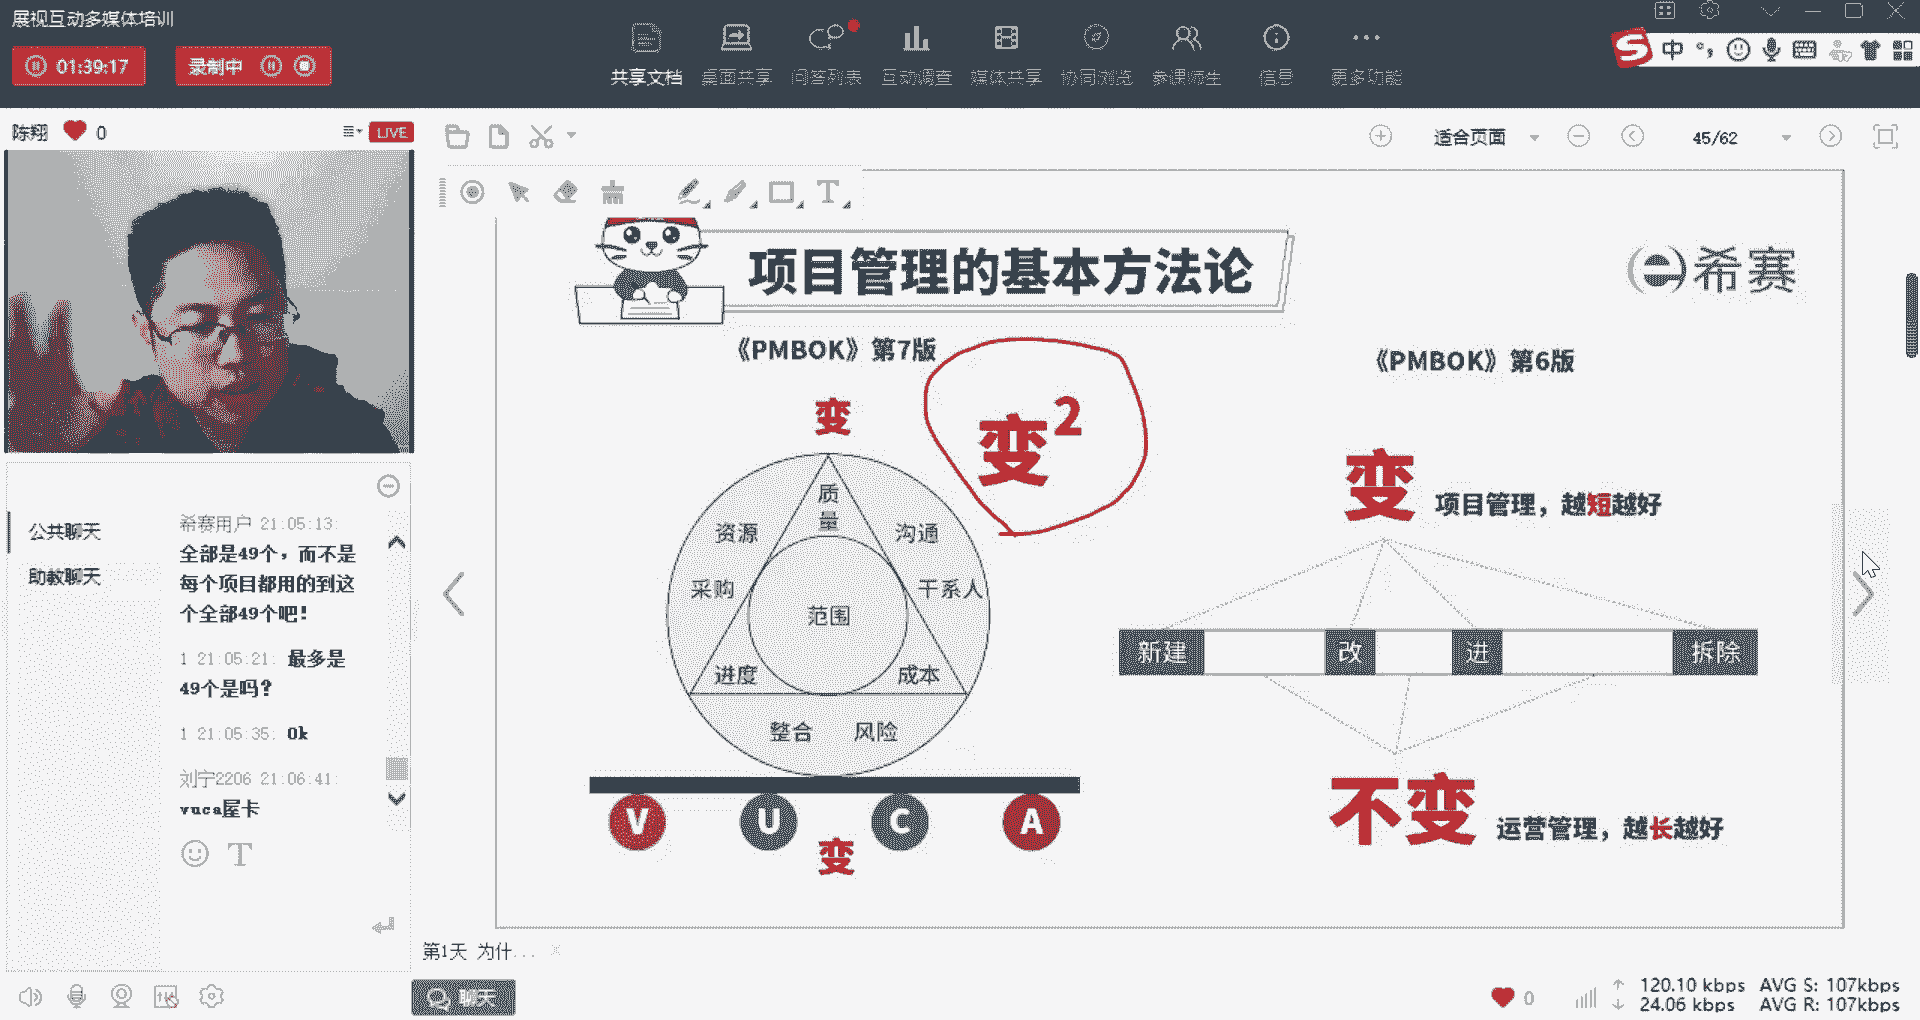 展视互动多媒体培训
01:39:17
录制中
共享文档
桌面共享
问答列表
互动调查
媒体共享
协同浏览
参课师生
信息
更多功能
S 中
陈翔 0
LIVE
适合页面
45/62
项目管理的基本方法论
希赛
《PMBOK》第7版
《PMBOK》第6版
变
变²
质量
资源
沟通
采购
干系人
范围
进度
成本
整合
风险
V U C A
变
变 项目管理，越短越好
新建
改
进
拆除
不变 运营管理，越长越好
公共聊天
助教聊天
希赛用户 21:05:13:
全部是49个，而不是
每个项目都用的到这
个全部49个吧!
1 21:05:21: 最多是
49个是吗?
1 21:05:35: Ok
刘宁2206 21:06:41:
vuca屋卡
T
第1天 为什...
聊天
0
120.10 kbps AVG S: 107kbps
24.06 kbps AVG R: 107kbps